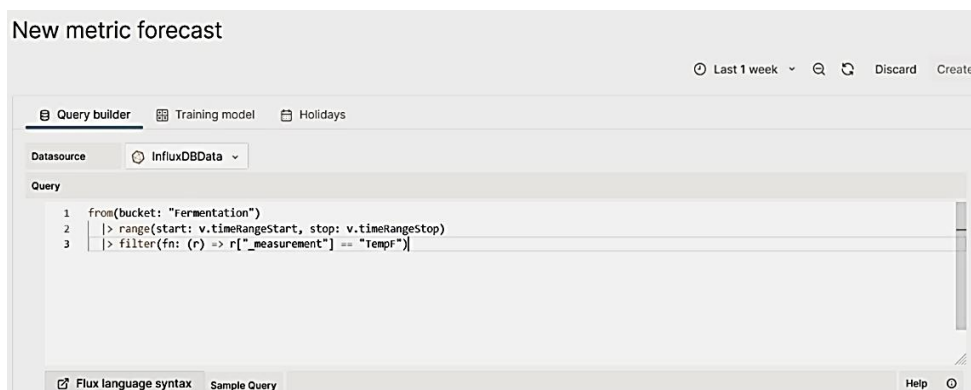 New metric forecast
Last 1 week Discard Create
Query builder Training model Holidays
Datasource InfluxDBData
Query
1 from(bucket: "Fermentation")
2 |> range(start: v.timeRangeStart, stop: v.timeRangeStop)
3 |> filter(fn: (r) => r["_measurement"] == "TempF")
Flux language syntax Sample Query Help